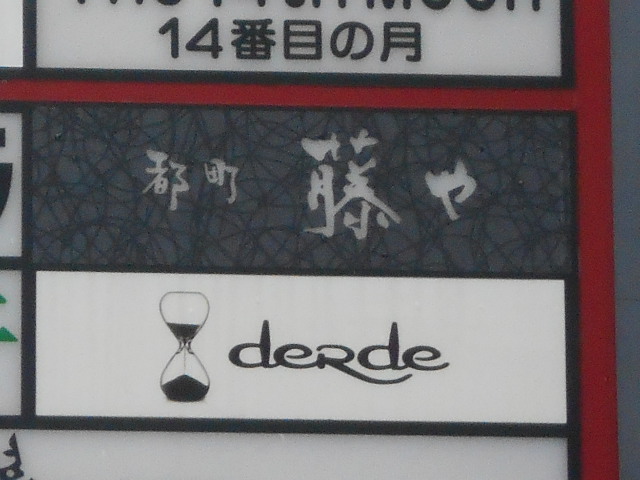 14番目の月
都町 藤や
derde